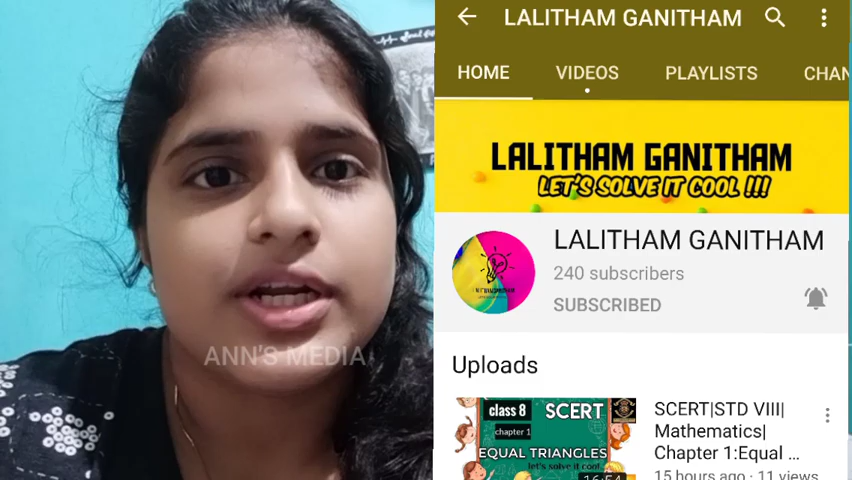 ANN'S MEDIA
LALITHAM GANITHAM
HOME VIDEOS PLAYLISTS CHAN
LALITHAM GANITHAM
LET'S SOLVE IT COOL !!!
LALITHAM GANITHAM
240 subscribers
SUBSCRIBED
Uploads
class 8 SCERT
chapter 1
EQUAL TRIANGLES
let's solve it cool..
16:54
SCERT|STD VIII|
Mathematics|
Chapter 1:Equal ...
15 hours ago · 11 views